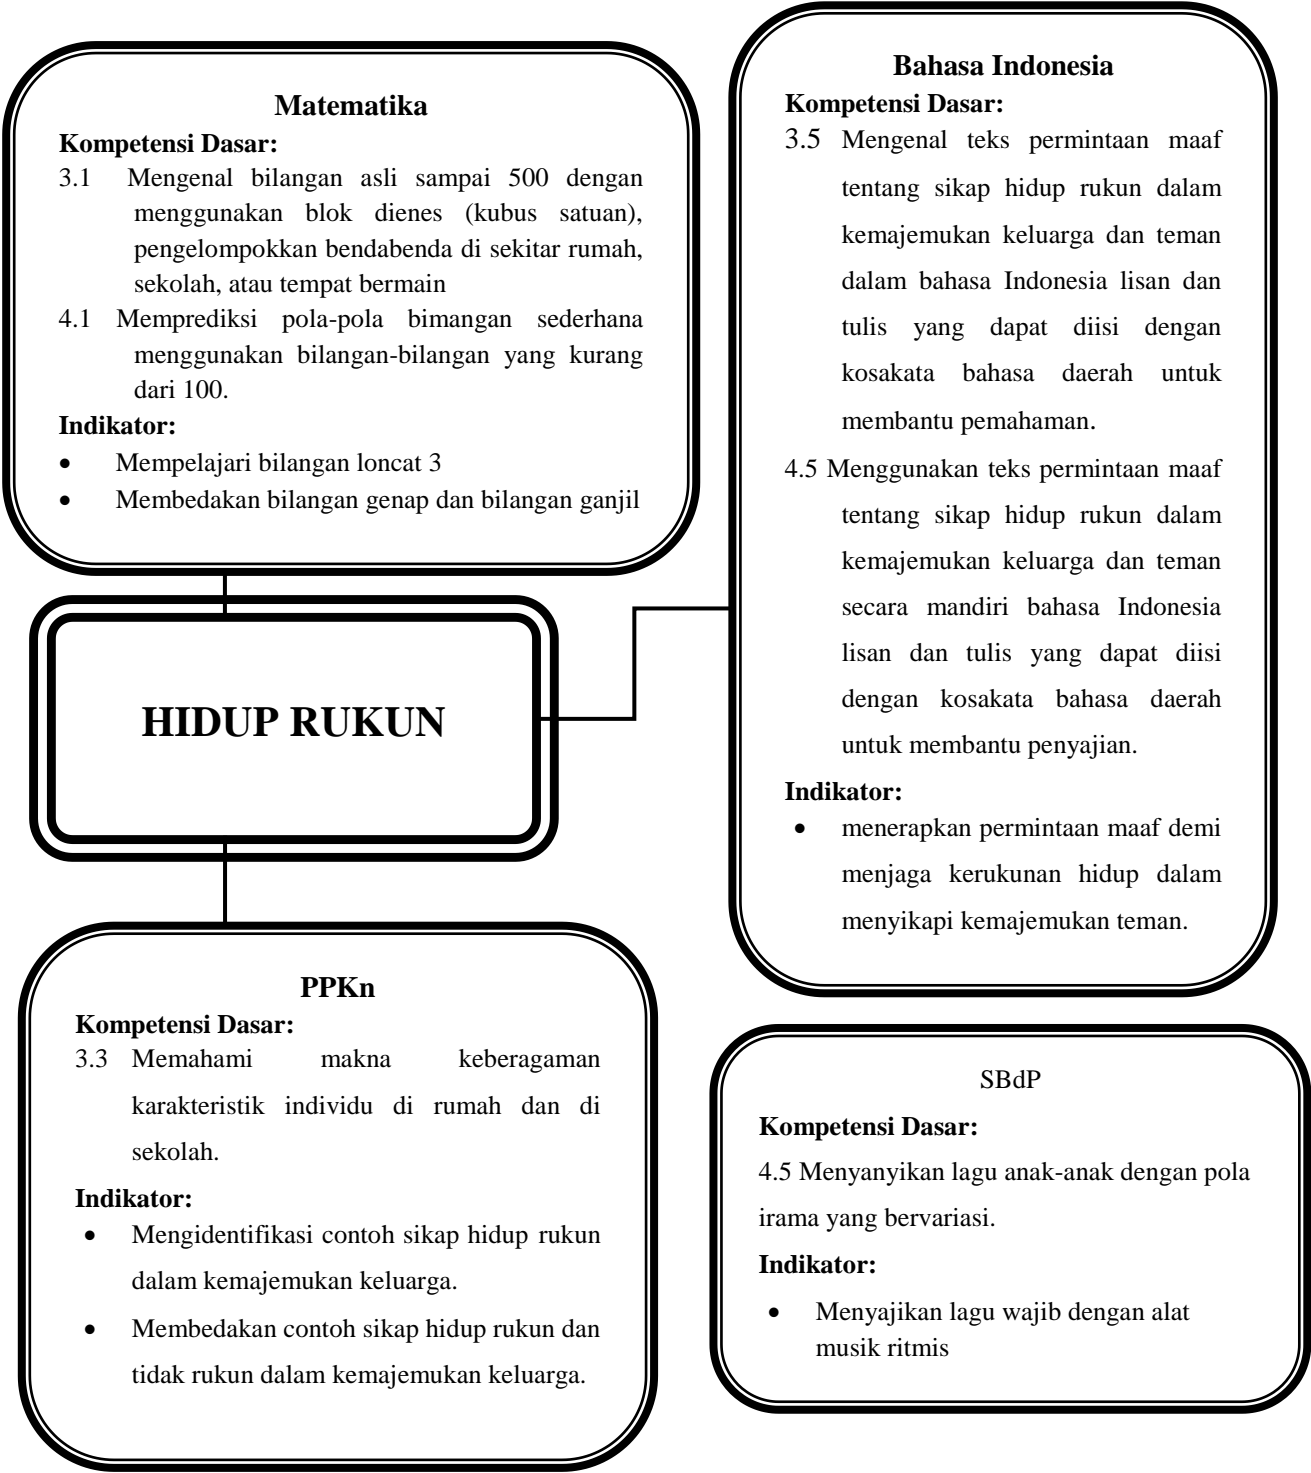 Matematika
Kompetensi Dasar:
3.1 Mengenal bilangan asli sampai 500 dengan
menggunakan blok dienes (kubus satuan),
pengelompokkan bendabenda di sekitar rumah,
sekolah, atau tempat bermain
4.1 Memprediksi pola-pola bimangan sederhana
menggunakan bilangan-bilangan yang kurang
dari 100.
Indikator:
• Mempelajari bilangan loncat 3
• Membedakan bilangan genap dan bilangan ganjil
Bahasa Indonesia
Kompetensi Dasar:
3.5 Mengenal teks permintaan maaf
tentang sikap hidup rukun dalam
kemajemukan keluarga dan teman
dalam bahasa Indonesia lisan dan
tulis yang dapat diisi dengan
kosakata bahasa daerah untuk
membantu pemahaman.
4.5 Menggunakan teks permintaan maaf
tentang sikap hidup rukun dalam
kemajemukan keluarga dan teman
secara mandiri bahasa Indonesia
lisan dan tulis yang dapat diisi
dengan kosakata bahasa daerah
untuk membantu penyajian.
Indikator:
• menerapkan permintaan maaf demi
menjaga kerukunan hidup dalam
menyikapi kemajemukan teman.
HIDUP RUKUN
PPKn
Kompetensi Dasar:
3.3 Memahami makna keberagaman
karakteristik individu di rumah dan di
sekolah.
Indikator:
• Mengidentifikasi contoh sikap hidup rukun
dalam kemajemukan keluarga.
• Membedakan contoh sikap hidup rukun dan
tidak rukun dalam kemajemukan keluarga.
SBdP
Kompetensi Dasar:
4.5 Menyanyikan lagu anak-anak dengan pola
irama yang bervariasi.
Indikator:
• Menyajikan lagu wajib dengan alat
musik ritmis